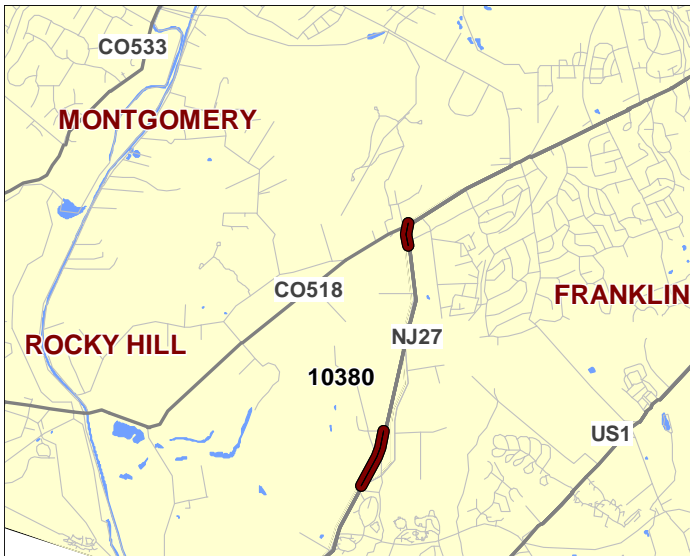 CO533
MONTGOMERY
CO518
FRANKLIN
ROCKY HILL
NJ27
10380
US1